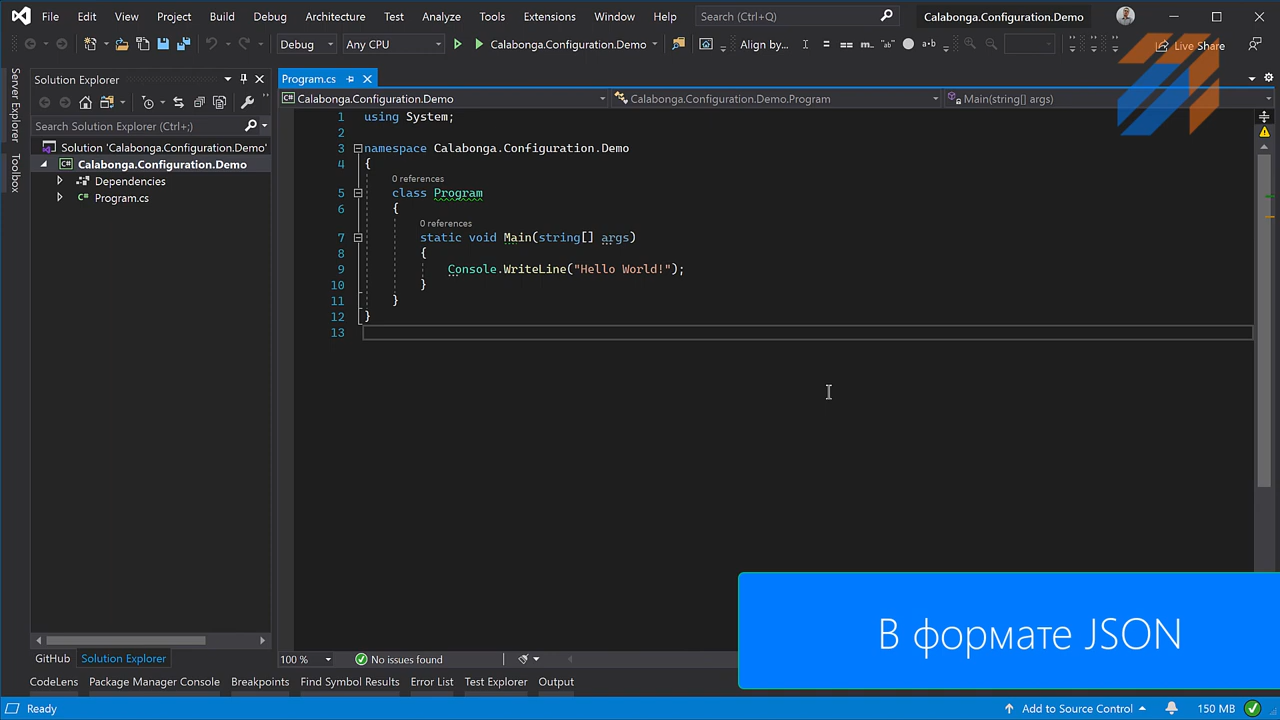 File Edit View Project Build Debug Architecture Test Analyze Tools Extensions Window Help Search (Ctrl+Q) Calabonga.Configuration.Demo
Debug Any CPU Calabonga.Configuration.Demo Align by... Live Share
Server Explorer
Toolbox
Solution Explorer
Search Solution Explorer (Ctrl+;)
Solution 'Calabonga.Configuration.Demo'
Calabonga.Configuration.Demo
Dependencies
C# Program.cs
GitHub Solution Explorer
Program.cs
Calabonga.Configuration.Demo Calabonga.Configuration.Demo.Program Main(string[] args)
1 using System;
2
3 namespace Calabonga.Configuration.Demo
4 {
0 references
5 class Program
6 {
0 references
7 static void Main(string[] args)
8 {
9 Console.WriteLine("Hello World!");
10 }
11 }
12 }
13
В формате JSON
100 % No issues found
CodeLens Package Manager Console Breakpoints Find Symbol Results Error List Test Explorer Output
Ready Add to Source Control 150 MB